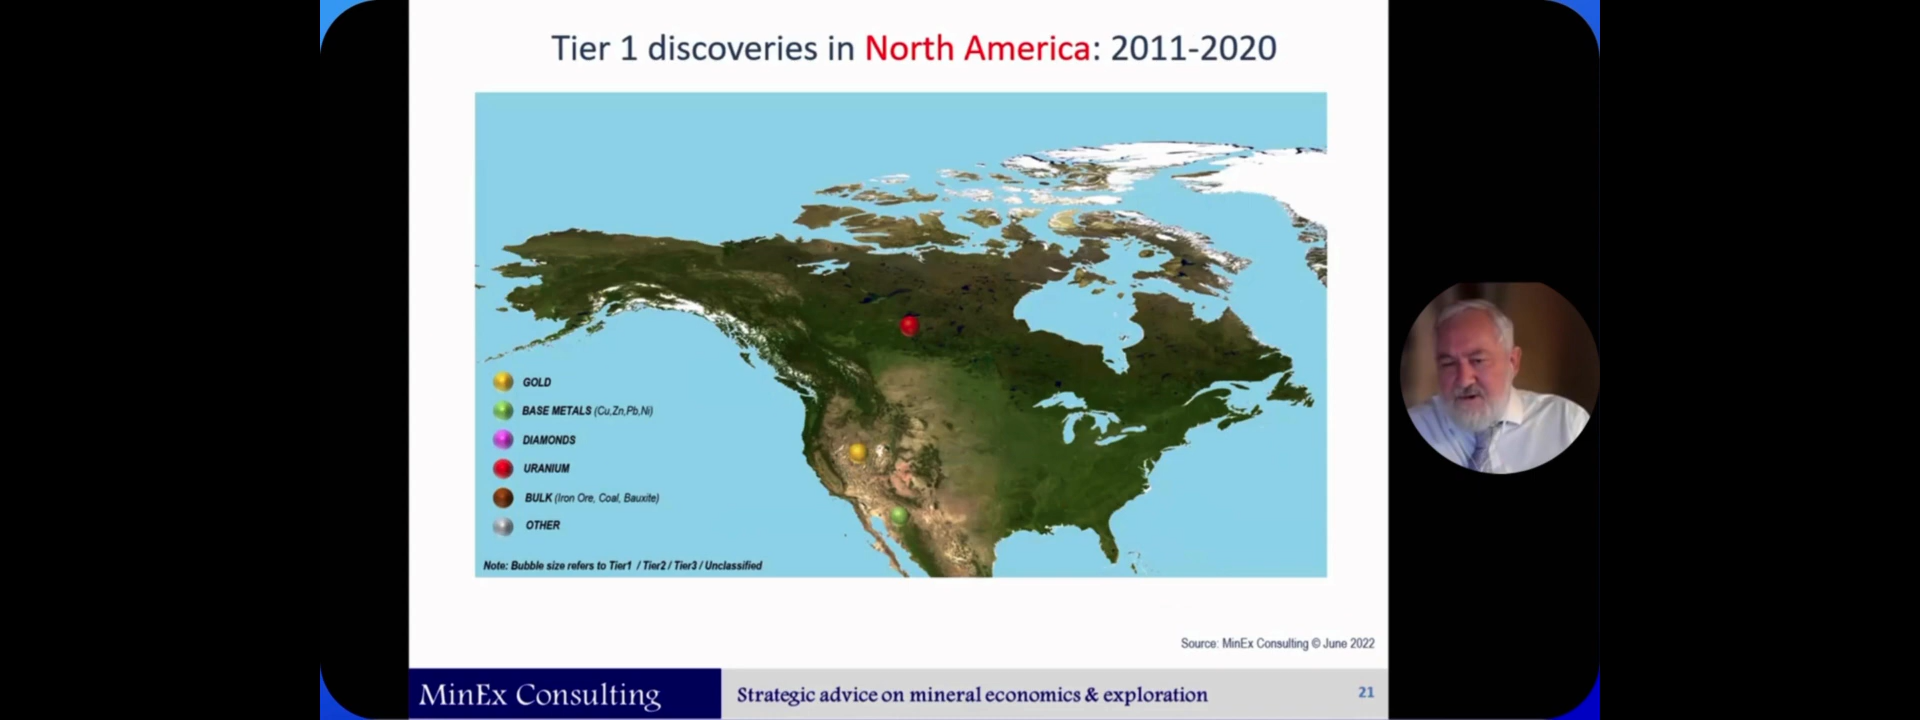 Tier 1 discoveries in North America: 2011-2020
GOLD
BASE METALS (Cu,Zn,Pb,Ni)
DIAMONDS
URANIUM
BULK (Iron Ore, Coal, Bauxite)
OTHER
Note: Bubble size refers to Tier1 / Tier2 / Tier3 / Unclassified
Source: MinEx Consulting © June 2022
MinEx Consulting
Strategic advice on mineral economics & exploration
21